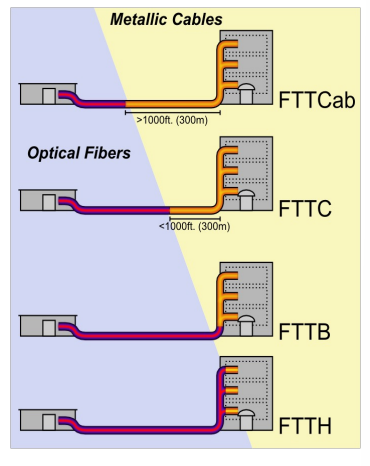 Metallic Cables
FTTCab
>1000ft. (300m)
Optical Fibers
FTTC
<1000ft. (300m)
FTTB
FTTH